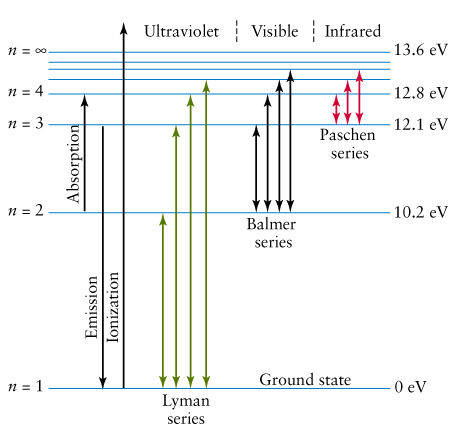 Ultraviolet | Visible | Infrared
n = ∞ 13.6 eV
n = 4 12.8 eV
n = 3 12.1 eV
Paschen
series
Absorption
n = 2 10.2 eV
Balmer
series
Emission
Ionization
n = 1 Ground state 0 eV
Lyman
series